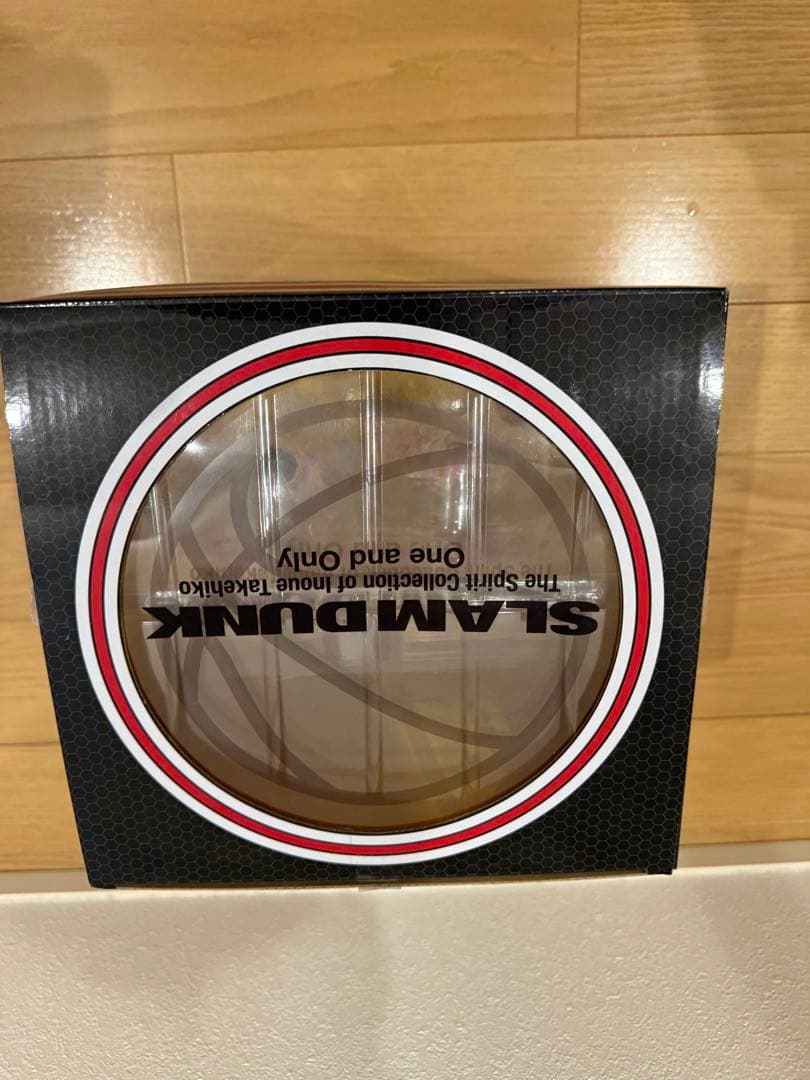 SLAM DUNK
The Spirit Collection of Inoue Takehiko
One and Only